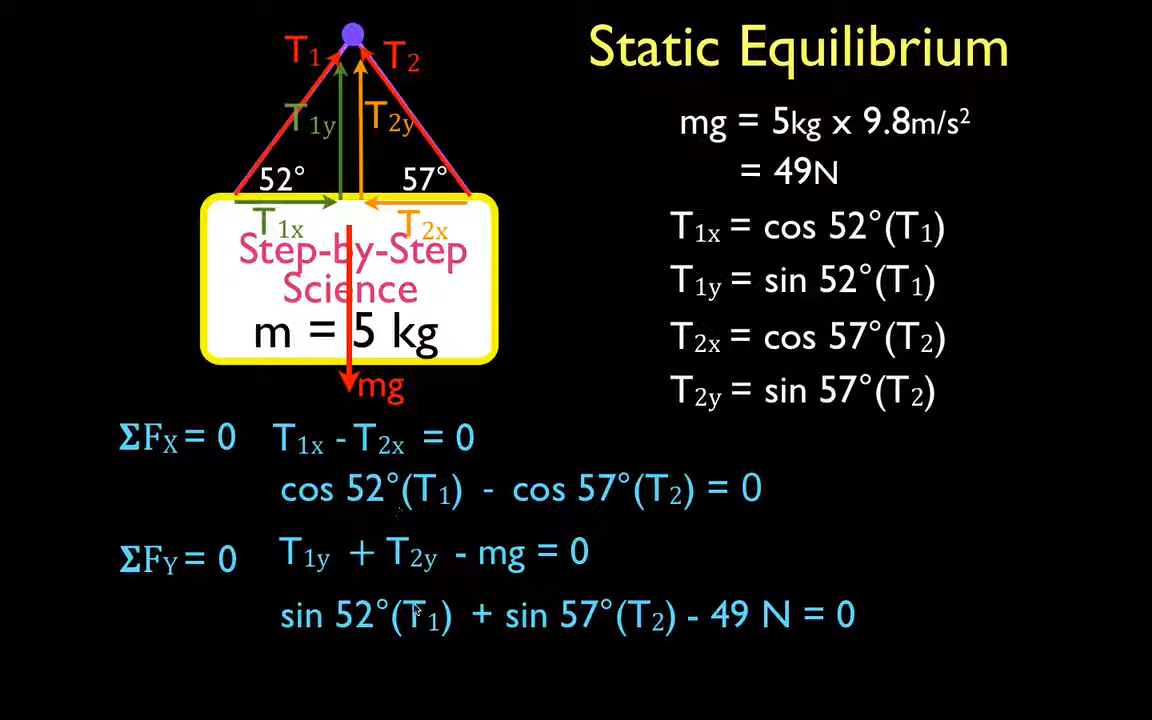 Static Equilibrium
T₁
T₂
T₁y
T₂y
52°
57°
T₁ₓ
T₂ₓ
Step-by-Step
Science
m = 5 kg
mg
mg = 5kg x 9.8m/s²
= 49N
T₁ₓ = cos 52°(T₁)
T₁y = sin 52°(T₁)
T₂ₓ = cos 57°(T₂)
T₂y = sin 57°(T₂)
ΣFX = 0 T₁ₓ - T₂ₓ = 0
cos 52°(T₁) - cos 57°(T₂) = 0
ΣFY = 0 T₁y + T₂y - mg = 0
sin 52°(T₁) + sin 57°(T₂) - 49 N = 0